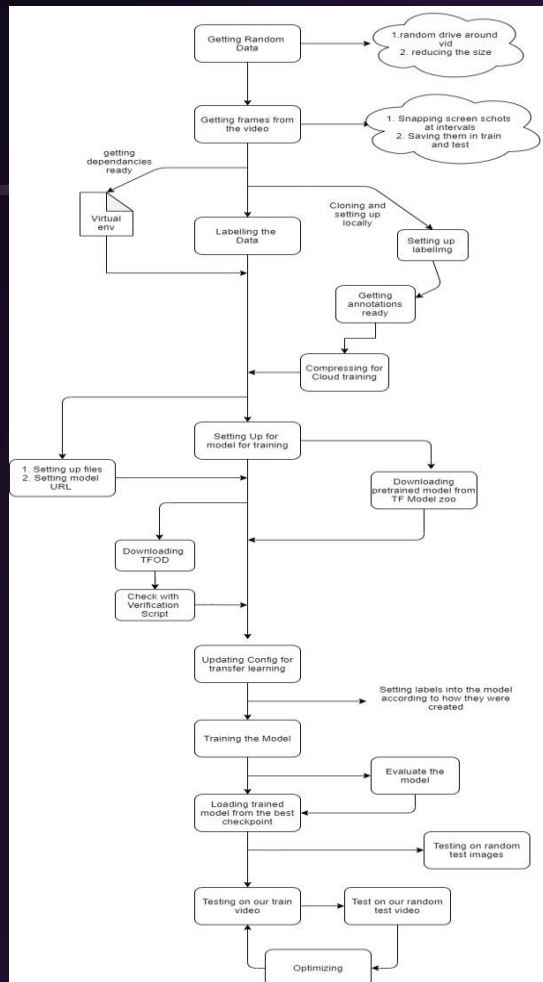 Getting Random
Data
1.random drive around
vid
2. reducing the size
Getting frames from
the video
1. Snapping screen schots
at intervals
2. Saving them in train
and test
getting
dependancies
ready
Virtual
env
Labelling the
Data
Cloning and
setting up
locally
Setting up
labelImg
Getting
annotations
ready
Compressing for
Cloud training
Setting Up for
model for training
1. Setting up files
2. Setting model
URL
Downloading
pretrained model from
TF Model zoo
Downloading
TFOD
Check with
Verification
Script
Updating Config for
transfer learning
Setting labels into the model
according to how they were
created
Training the Model
Evaluate the
model
Loading trained
model from the best
checkpoint
Testing on random
test images
Testing on our train
video
Test on our random
test video
Optimizing